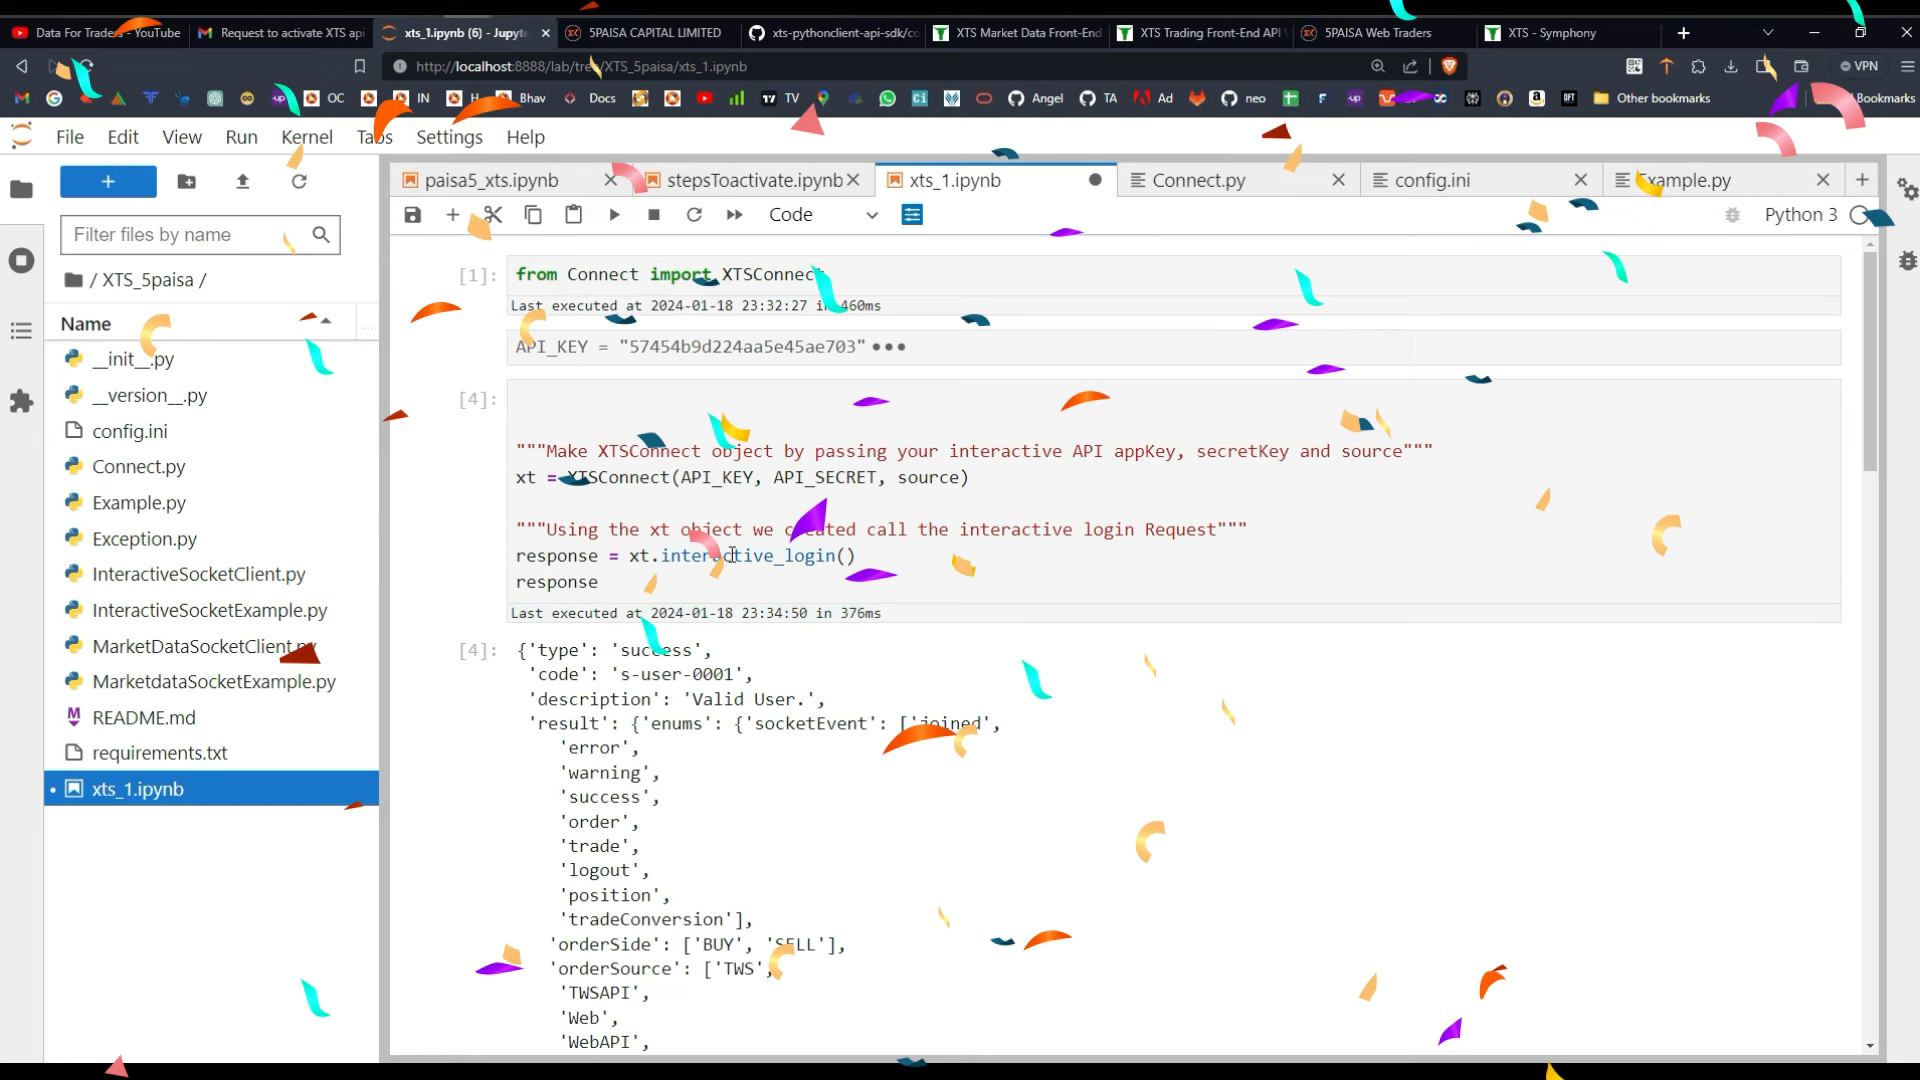 Data For Traders - YouTube
Request to activate XTS api
xts_1.ipynb (6) - Jupyte
5PAISA CAPITAL LIMITED
xts-pythonclient-api-sdk/co
XTS Market Data Front-End
XTS Trading Front-End API
5PAISA Web Traders
XTS - Symphony
http://localhost:8888/lab/tree/XTS_5paisa/xts_1.ipynb
VPN
OC
IN
H
Bhav
Docs
TV
Angel
TA
Ad
neo
Other bookmarks
Bookmarks
File Edit View Run Kernel Tabs Settings Help
paisa5_xts.ipynb
stepsToactivate.ipynb
xts_1.ipynb
Connect.py
config.ini
Example.py
Code
Python 3
Filter files by name
/ XTS_5paisa /
Name
__init__.py
__version__.py
config.ini
Connect.py
Example.py
Exception.py
InteractiveSocketClient.py
InteractiveSocketExample.py
MarketDataSocketClient.py
MarketdataSocketExample.py
README.md
requirements.txt
xts_1.ipynb
[1]: from Connect import XTSConnect
Last executed at 2024-01-18 23:32:27 in 460ms
API_KEY = "57454b9d224aa5e45ae703" •••
[4]:
"""Make XTSConnect object by passing your interactive API appKey, secretKey and source"""
xt = XTSConnect(API_KEY, API_SECRET, source)
"""Using the xt object we created call the interactive login Request"""
response = xt.interactive_login()
response
Last executed at 2024-01-18 23:34:50 in 376ms
[4]: {'type': 'success',
'code': 's-user-0001',
'description': 'Valid User.',
'result': {'enums': {'socketEvent': ['joined',
'error',
'warning',
'success',
'order',
'trade',
'logout',
'position',
'tradeConversion'],
'orderSide': ['BUY', 'SELL'],
'orderSource': ['TWS',
'TWSAPI',
'Web',
'WebAPI',